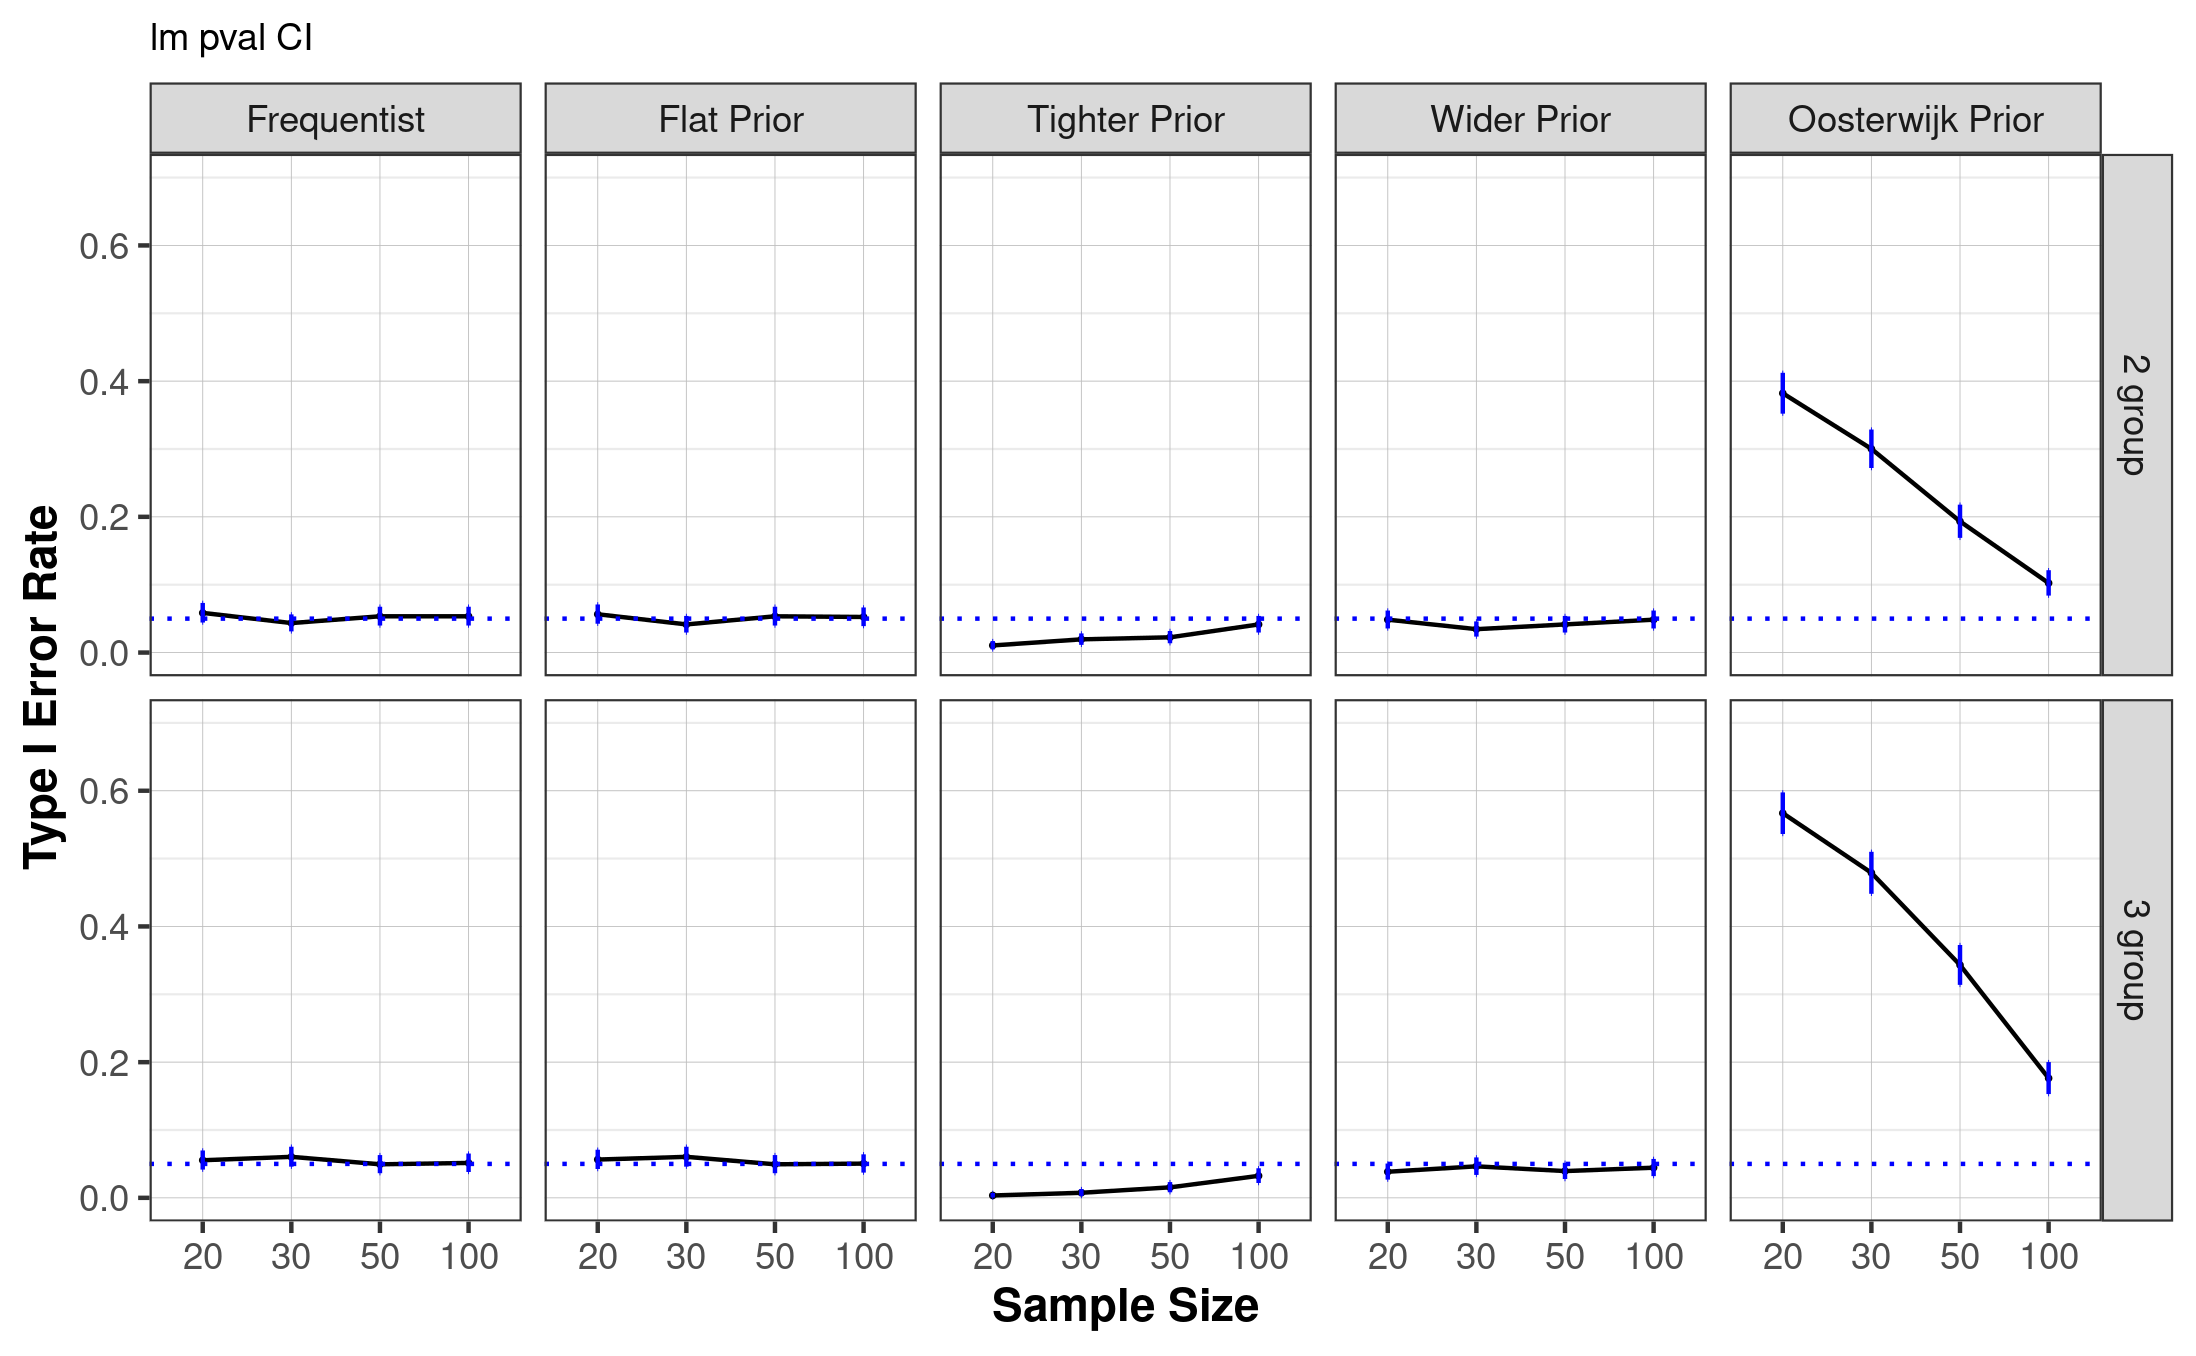 lm pval CI
Frequentist
Flat Prior
Tighter Prior
Wider Prior
Oosterwijk Prior
0.6
0.4
0.2
0.0
2 group
Type I Error Rate
0.6
0.4
0.2
0.0
3 group
20 30 50 100
20 30 50 100
20 30 50 100
20 30 50 100
20 30 50 100
Sample Size